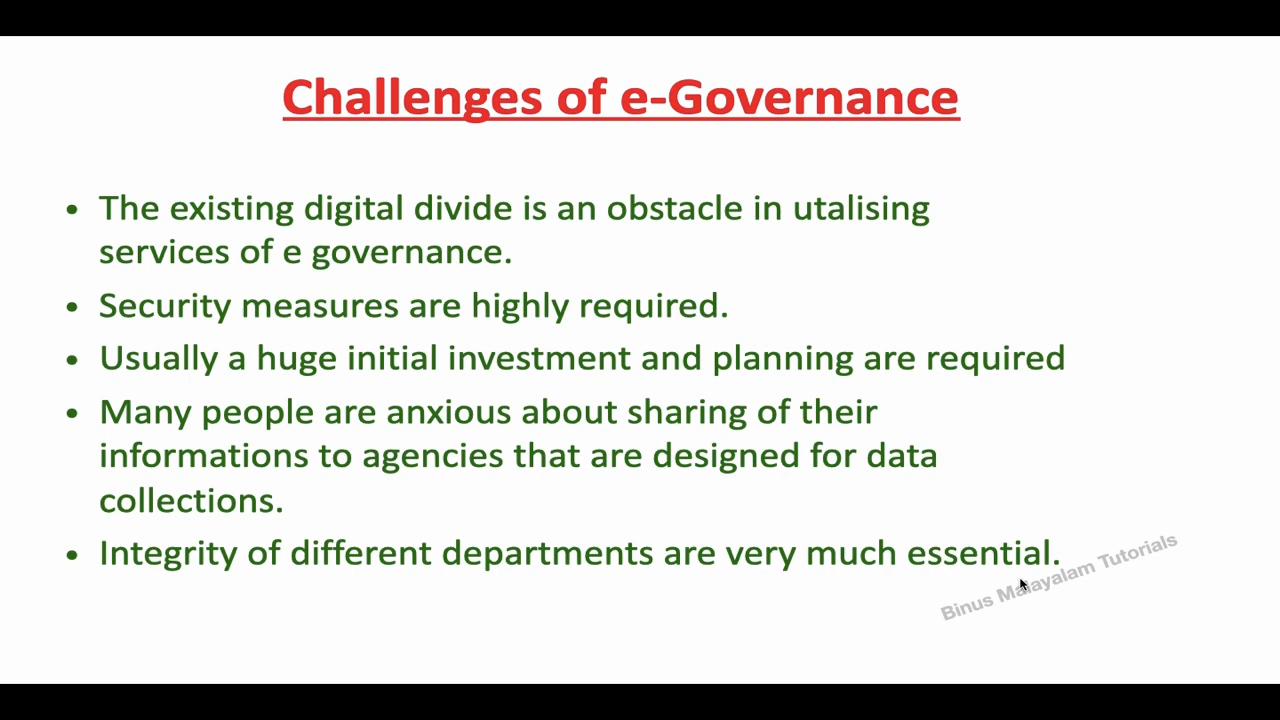 Challenges of e-Governance
• The existing digital divide is an obstacle in utalising
services of e governance.
• Security measures are highly required.
• Usually a huge initial investment and planning are required
• Many people are anxious about sharing of their
informations to agencies that are designed for data
collections.
• Integrity of different departments are very much essential.
Binus Malayalam Tutorials